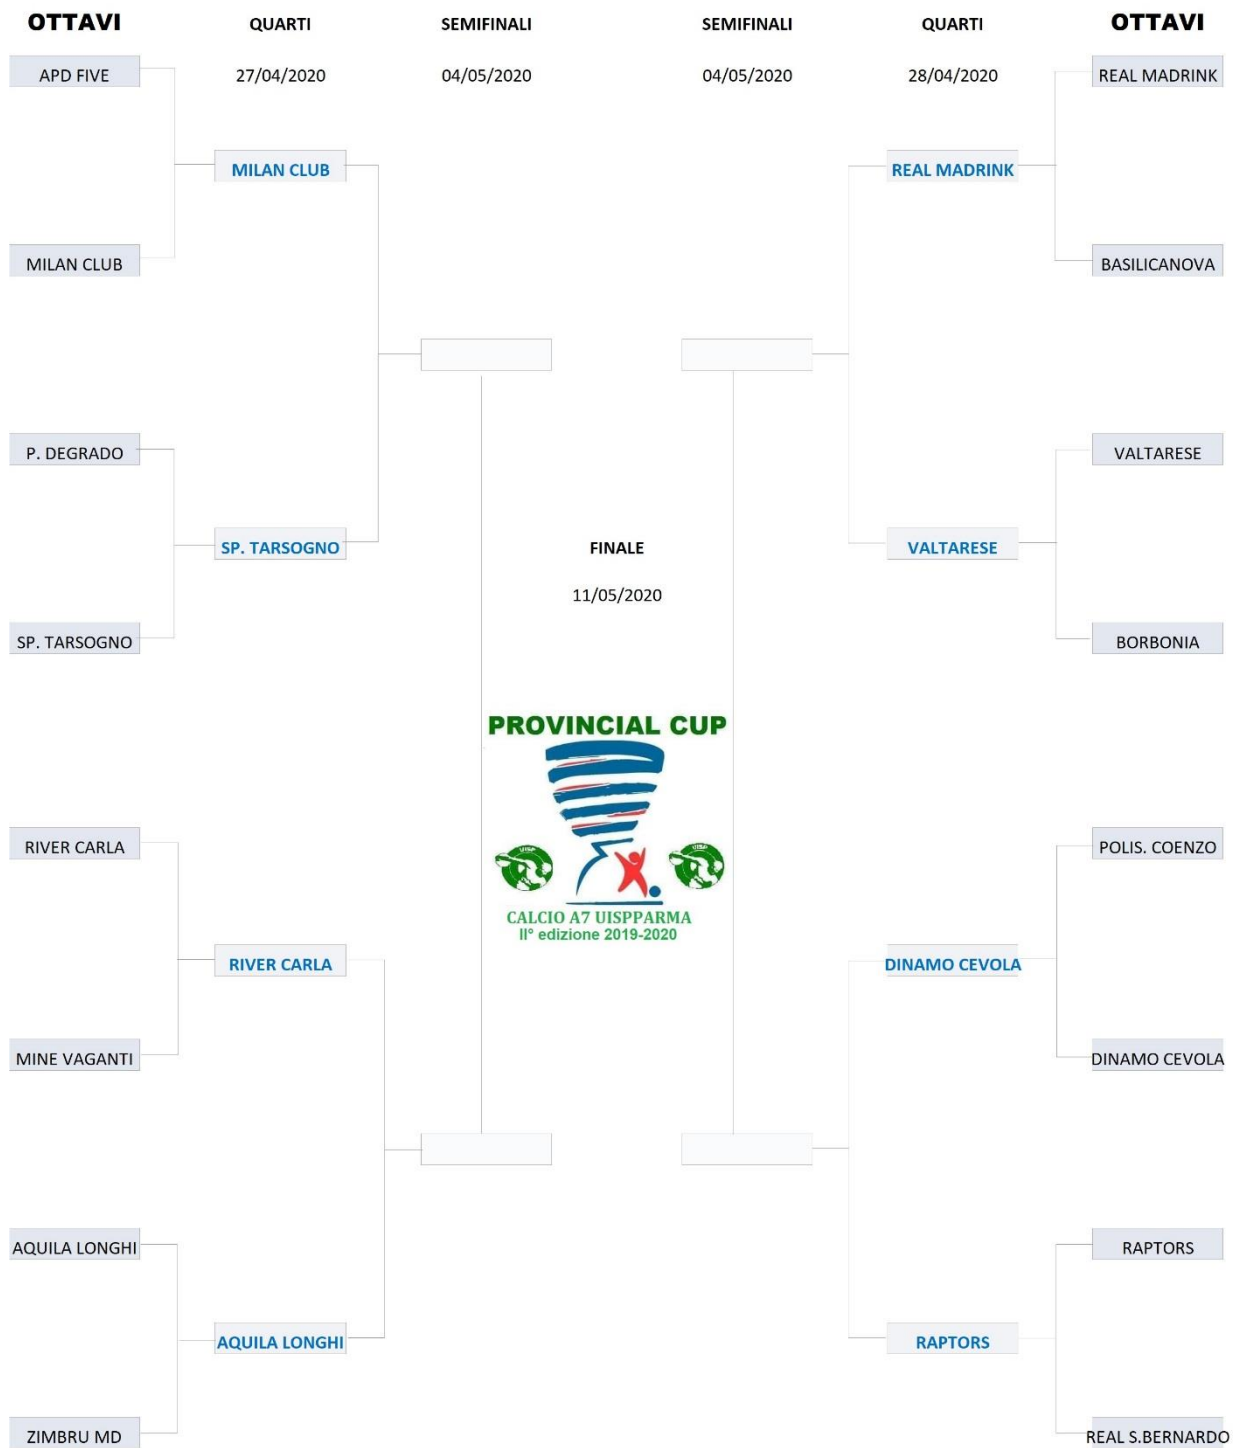 OTTAVI QUARTI SEMIFINALI SEMIFINALI QUARTI OTTAVI
APD FIVE 27/04/2020 04/05/2020 04/05/2020 28/04/2020 REAL MADRINK
MILAN CLUB REAL MADRINK
MILAN CLUB BASILICANOVA
P. DEGRADO VALTARESE
SP. TARSOGNO FINALE VALTARESE
11/05/2020
SP. TARSOGNO BORBONIA
PROVINCIAL CUP
RIVER CARLA POLIS. COENZO
UISP UISP
CALCIO A7 UISPPARMA
II° edizione 2019-2020
RIVER CARLA DINAMO CEVOLA
MINE VAGANTI DINAMO CEVOLA
AQUILA LONGHI RAPTORS
AQUILA LONGHI RAPTORS
ZIMBRU MD REAL S.BERNARDO